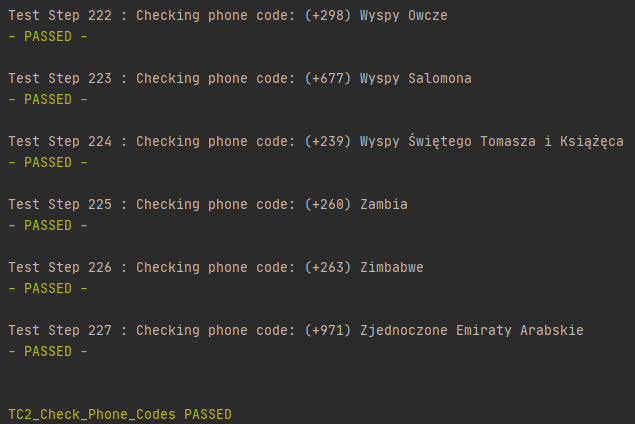 Test Step 222 : Checking phone code: (+298) Wyspy Owcze
- PASSED -
Test Step 223 : Checking phone code: (+677) Wyspy Salomona
- PASSED -
Test Step 224 : Checking phone code: (+239) Wyspy Świętego Tomasza i Książęca
- PASSED -
Test Step 225 : Checking phone code: (+260) Zambia
- PASSED -
Test Step 226 : Checking phone code: (+263) Zimbabwe
- PASSED -
Test Step 227 : Checking phone code: (+971) Zjednoczone Emiraty Arabskie
- PASSED -
TC2_Check_Phone_Codes PASSED